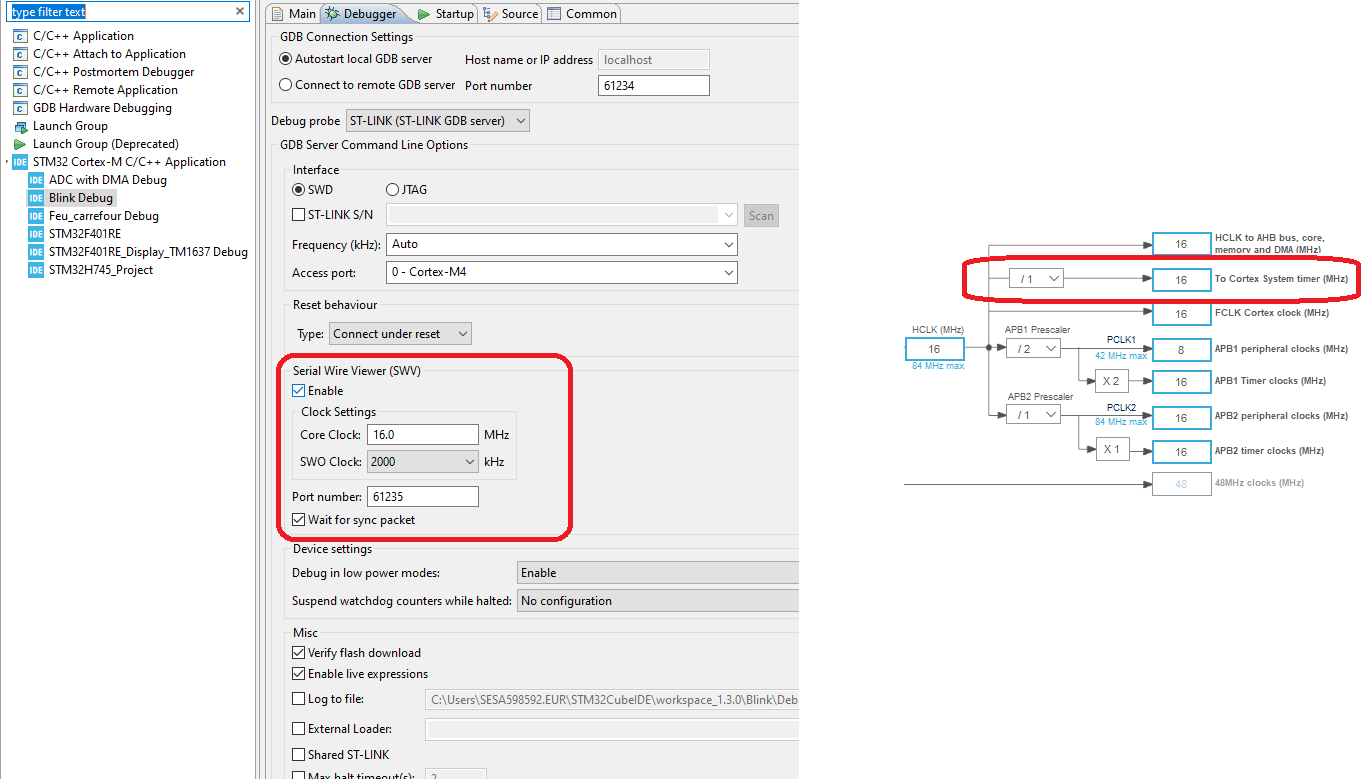 type filter text
C/C++ Application
C/C++ Attach to Application
C/C++ Postmortem Debugger
C/C++ Remote Application
GDB Hardware Debugging
Launch Group
Launch Group (Deprecated)
IDE STM32 Cortex-M C/C++ Application
IDE ADC with DMA Debug
IDE Blink Debug
IDE Feu_carrefour Debug
IDE STM32F401RE
IDE STM32F401RE_Display_TM1637 Debug
IDE STM32H745_Project
Main Debugger Startup Source Common
GDB Connection Settings
Autostart local GDB server Host name or IP address localhost
Connect to remote GDB server Port number 61234
Debug probe ST-LINK (ST-LINK GDB server)
GDB Server Command Line Options
Interface
SWD JTAG
ST-LINK S/N Scan
Frequency (kHz): Auto
Access port: 0 - Cortex-M4
Reset behaviour
Type: Connect under reset
Serial Wire Viewer (SWV)
Enable
Clock Settings
Core Clock: 16.0 MHz
SWO Clock: 2000 kHz
Port number: 61235
Wait for sync packet
Device settings
Debug in low power modes: Enable
Suspend watchdog counters while halted: No configuration
Misc
Verify flash download
Enable live expressions
Log to file: C:\Users\SESA598592.EUR\STM32CubeIDE\workspace_1.3.0\Blink\Deb
External Loader:
Shared ST-LINK
Max halt timeout(s): 2
16 HCLK to AHB bus, core,
memory and DMA (MHz)
/ 1 16 To Cortex System timer (MHz)
16 FCLK Cortex clock (MHz)
HCLK (MHz)
16
84 MHz max
APB1 Prescaler
/ 2
PCLK1
42 MHz max
8 APB1 peripheral clocks (MHz)
X 2 16 APB1 Timer clocks (MHz)
APB2 Prescaler
/ 1
PCLK2
84 MHz max
16 APB2 peripheral clocks (MHz)
X 1 16 APB2 timer clocks (MHz)
48 48MHz clocks (MHz)